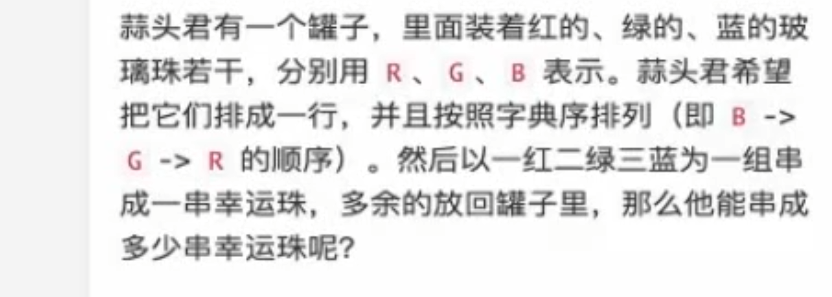 蒜头君有一个罐子，里面装着红的、绿的、蓝的玻
璃珠若干，分别用 R 、 G 、 B 表示。蒜头君希望
把它们排成一行，并且按照字典序排列（即 B ->
G -> R 的顺序）。然后以一红二绿三蓝为一组串
成一串幸运珠，多余的放回罐子里，那么他能串成
多少串幸运珠呢?